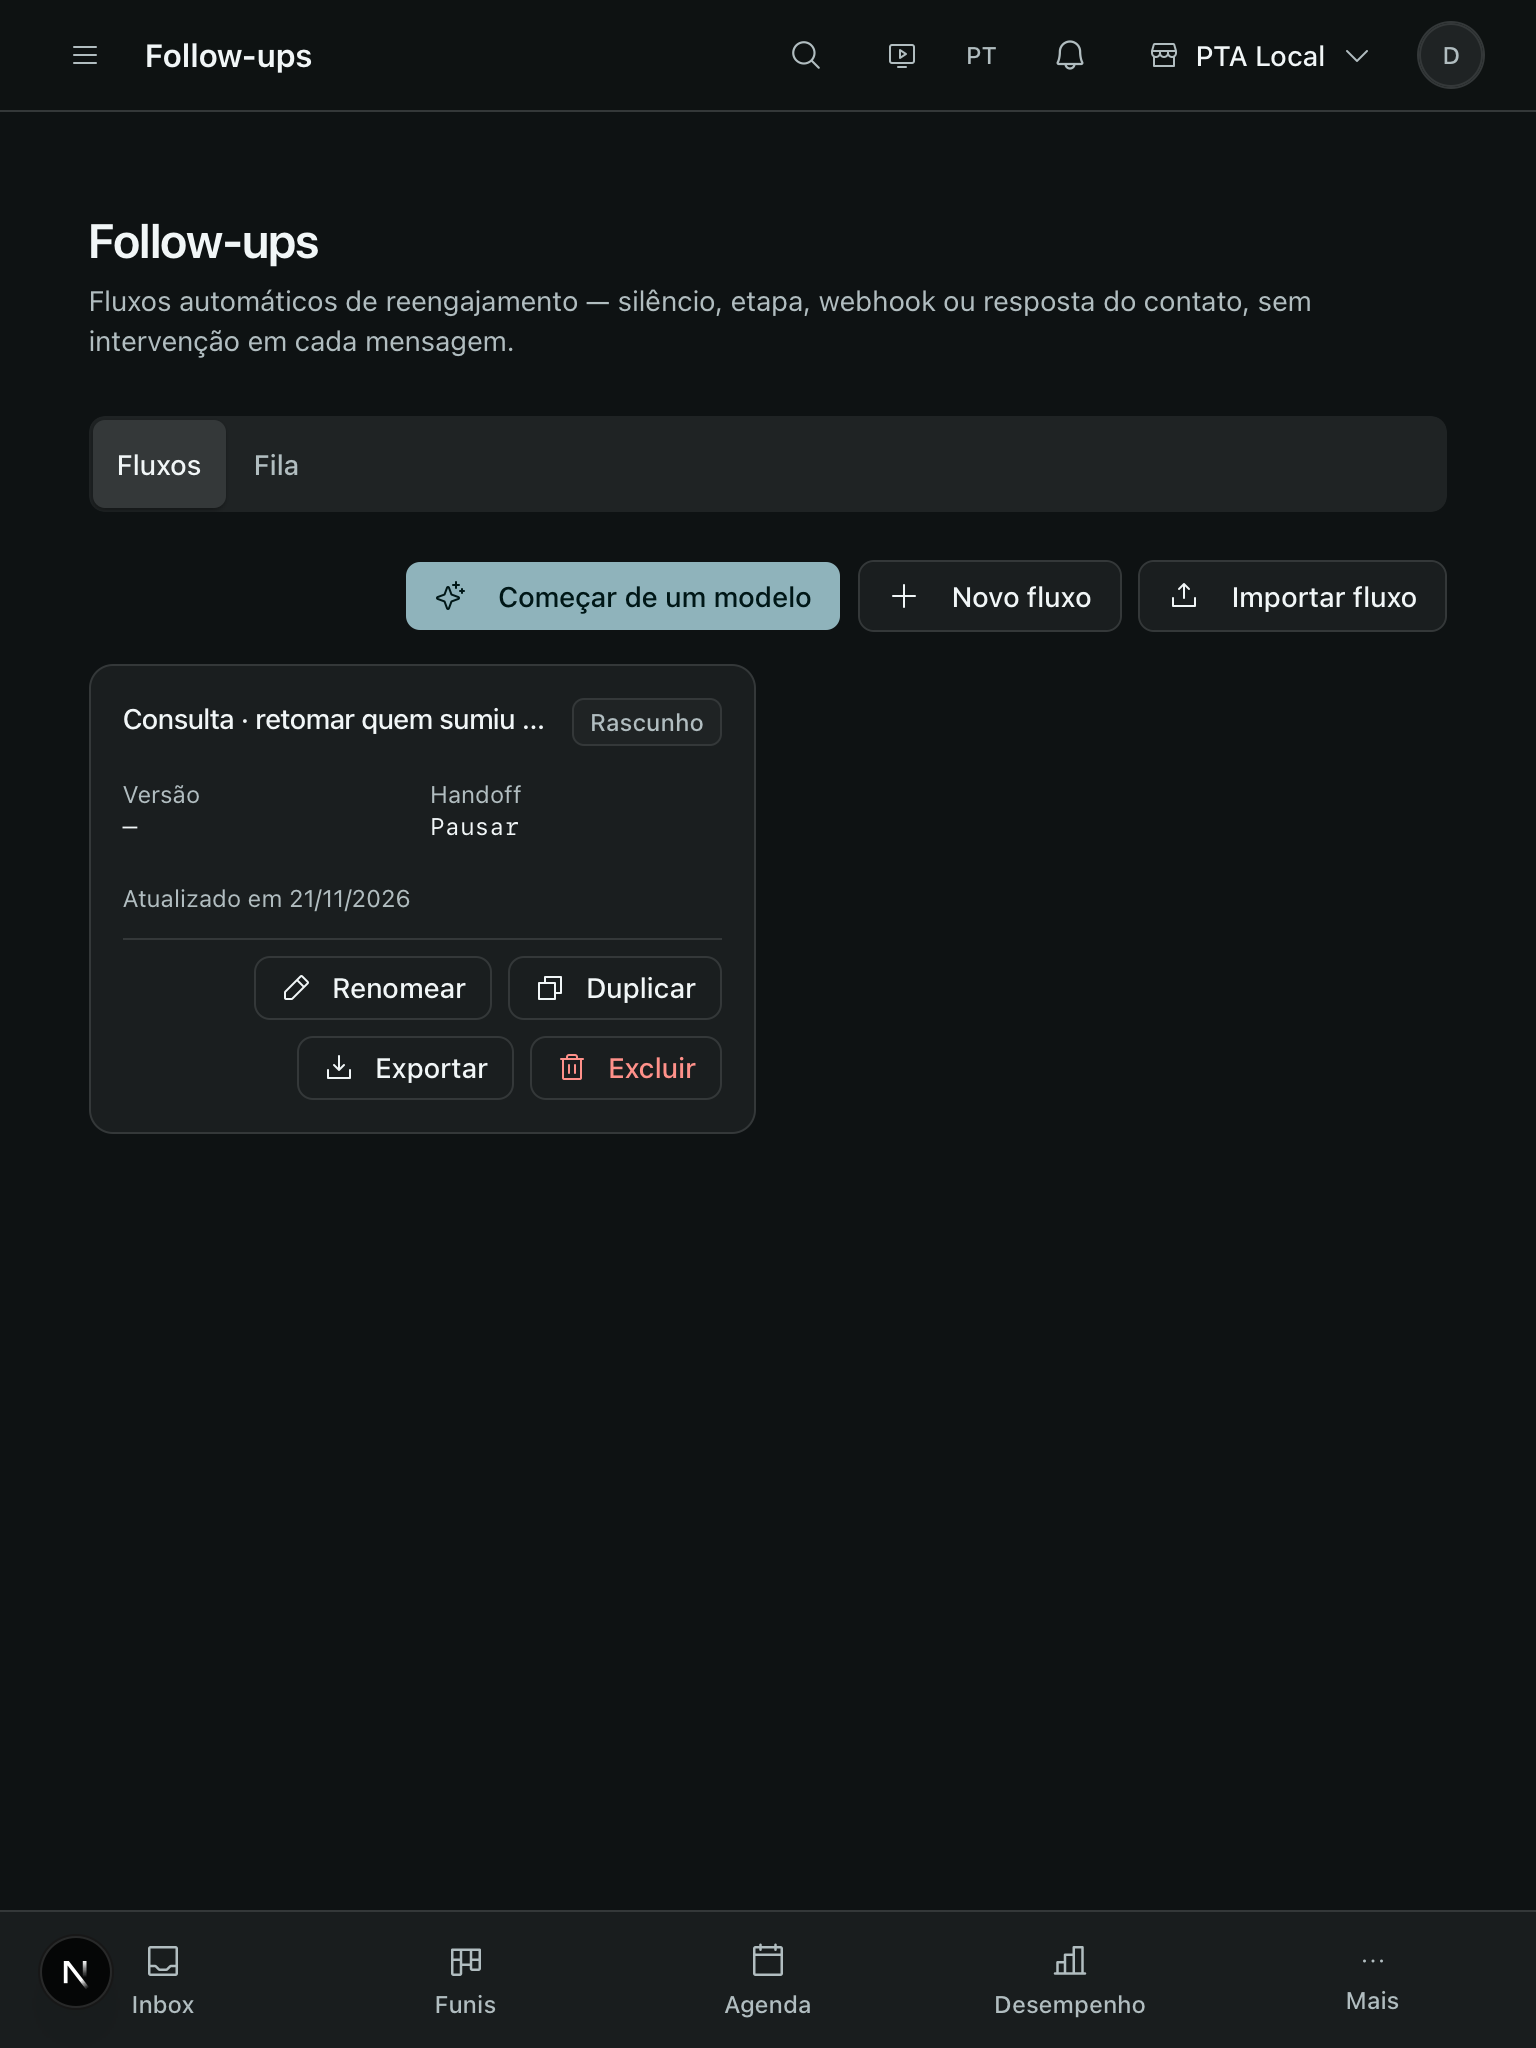 Follow-ups
PT
PTA Local
D
Follow-ups
Fluxos automáticos de reengajamento — silêncio, etapa, webhook ou resposta do contato, sem
intervenção em cada mensagem.
Fluxos
Fila
Começar de um modelo
Novo fluxo
Importar fluxo
Consulta · retomar quem sumiu ...
Rascunho
Versão
Handoff
—
Pausar
Atualizado em 21/11/2026
Renomear
Duplicar
Exportar
Excluir
N
Inbox
Funis
Agenda
Desempenho
Mais